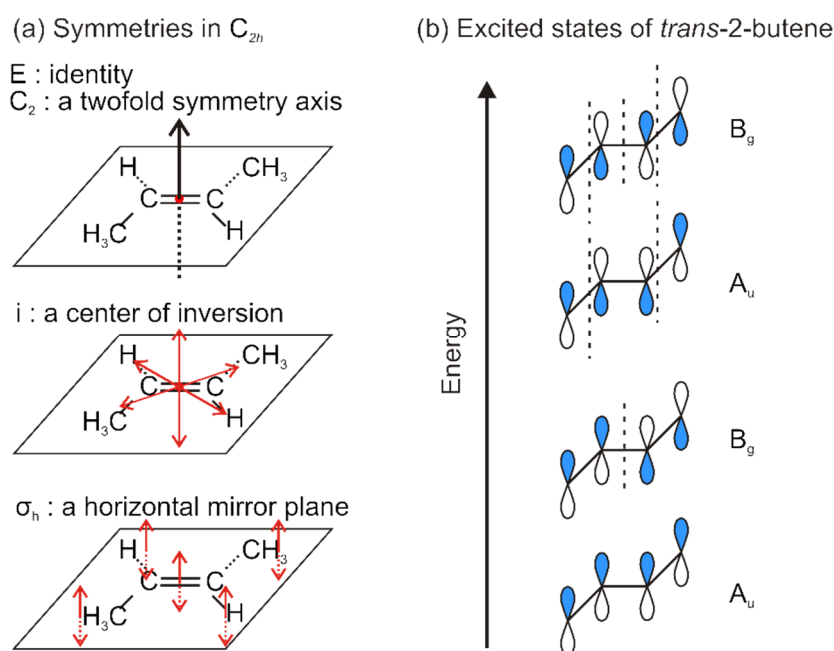 (a) Symmetries in C2h
E : identity
C2 : a twofold symmetry axis
H
CH3
C
C
H3C
H
i : a center of inversion
H
CH3
C
C
H3C
H
σh : a horizontal mirror plane
H
CH3
C
C
H3C
H
(b) Excited states of trans-2-butene
Energy
Bg
Au
Bg
Au